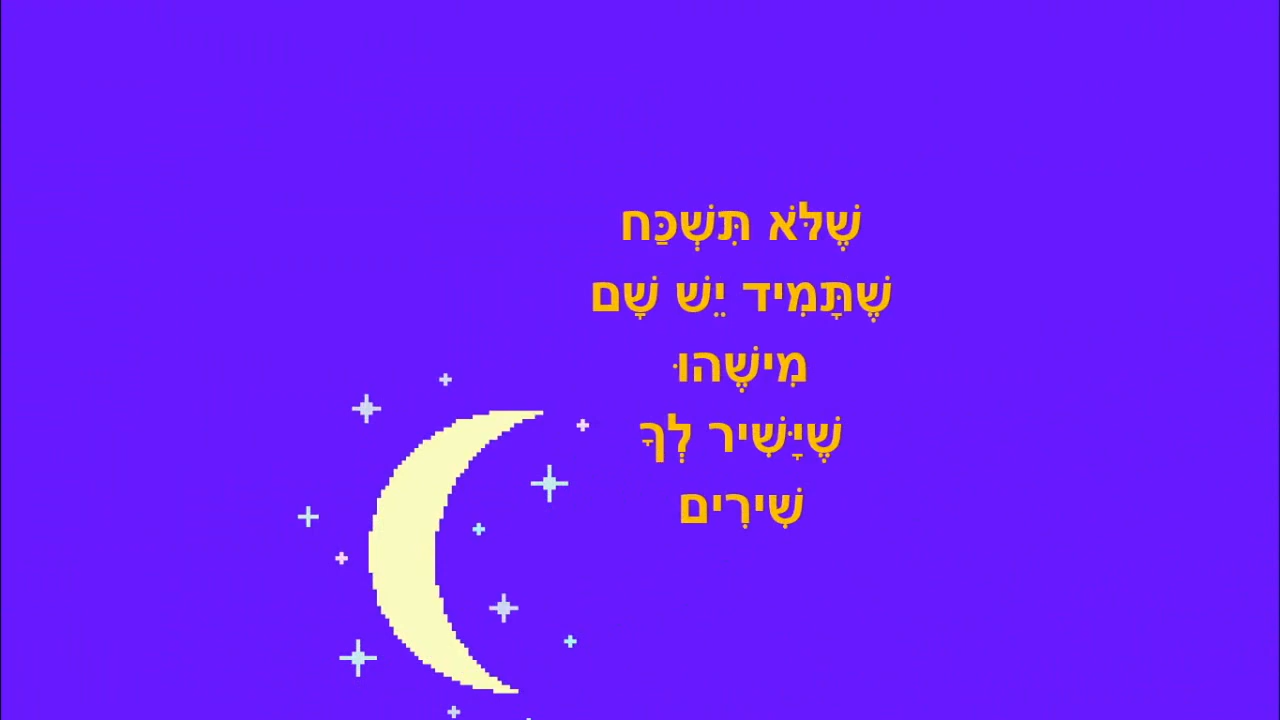 שֶׁלֹּא תִּשְׁכַּח
שֶׁתָּמִיד יֵשׁ שָׁם
מִישֶׁהוּ
שֶׁיָּשִׁיר לְךָ
שִׁירִים